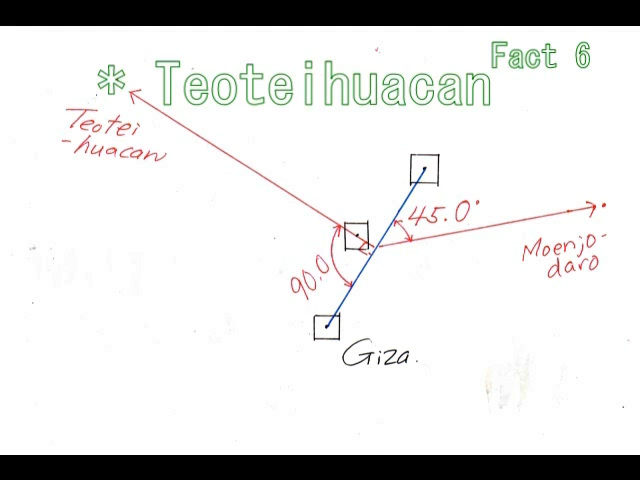 Fact 6
* Teoteihuacan
Teotei
-huacan
45.0°
Moenjo-
daro
90.0
Giza.